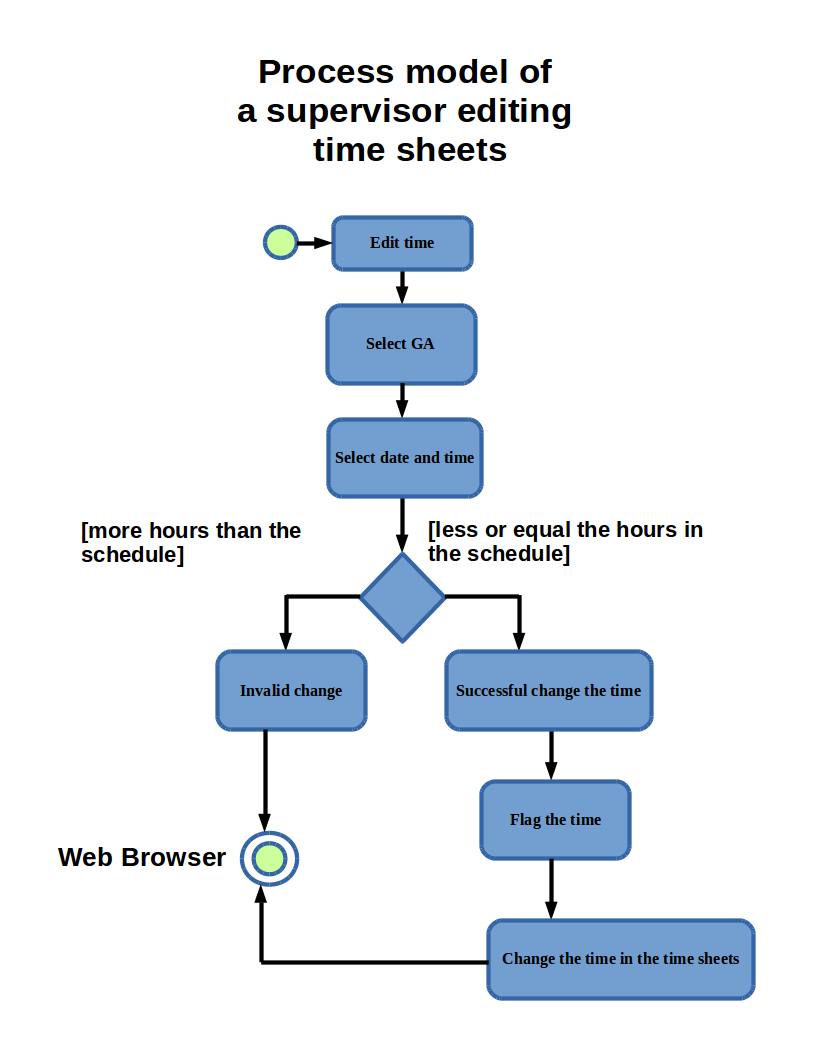 Process model of
a supervisor editing
time sheets
Edit time
Select GA
Select date and time
[more hours than the
schedule]
[less or equal the hours in
the schedule]
Invalid change
Successful change the time
Flag the time
Web Browser
Change the time in the time sheets